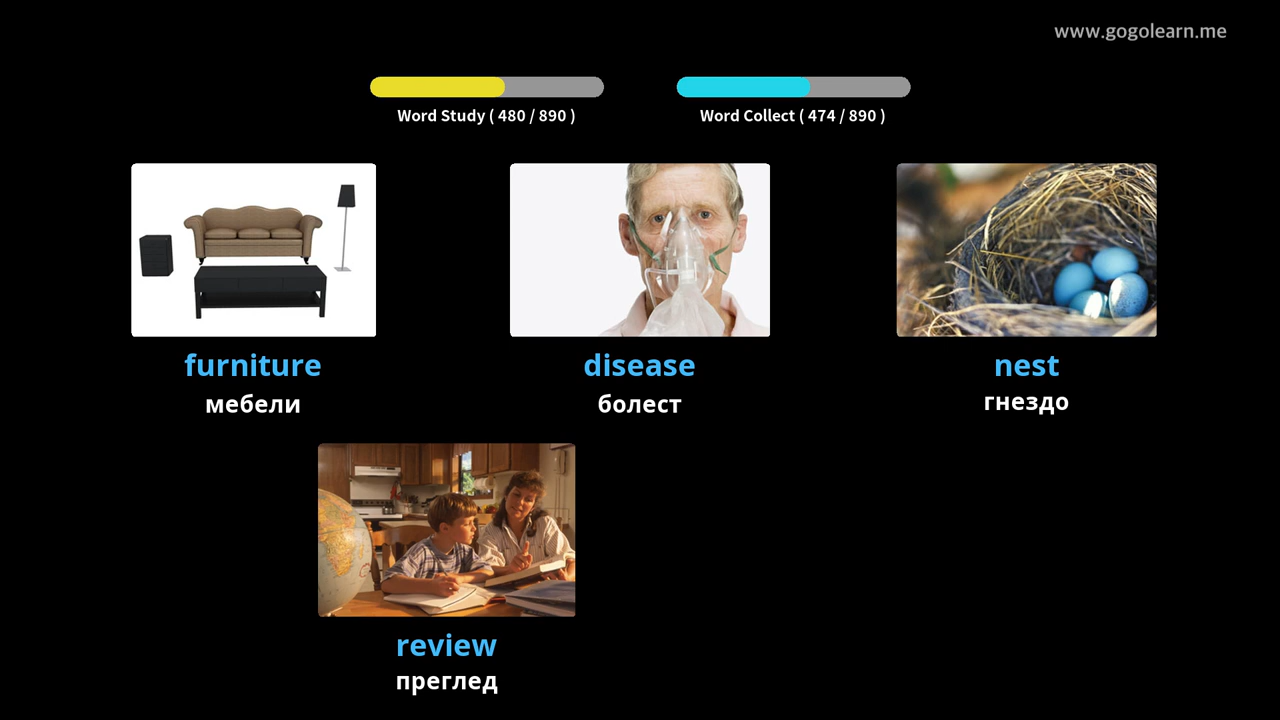 www.gogolearn.me
Word Study ( 480 / 890 )
Word Collect ( 474 / 890 )
furniture
мебели
disease
болест
nest
гнездо
review
преглед